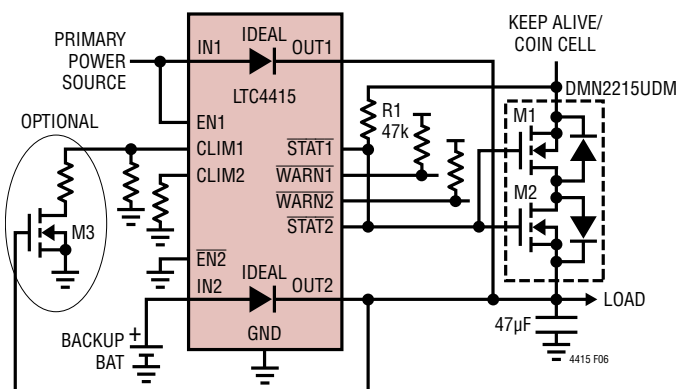 KEEP ALIVE/
COIN CELL
PRIMARY
POWER
SOURCE
IN1
IDEAL
OUT1
LTC4415
DMN2215UDM
R1
47k
M1
OPTIONAL
EN1
CLIM1
STAT1
CLIM2
WARN1
WARN2
M2
STAT2
M3
EN2
IDEAL
IN2
OUT2
LOAD
BACKUP
BAT
+
GND
47µF
4415 F06